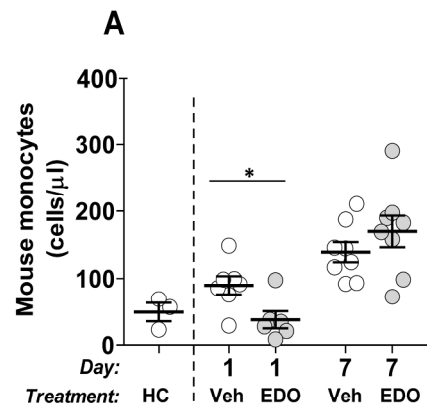 A
Mouse monocytes
(cells/µl)
400
300
200
100
0
*
Day: 1 1 7 7
Treatment: HC Veh EDO Veh EDO